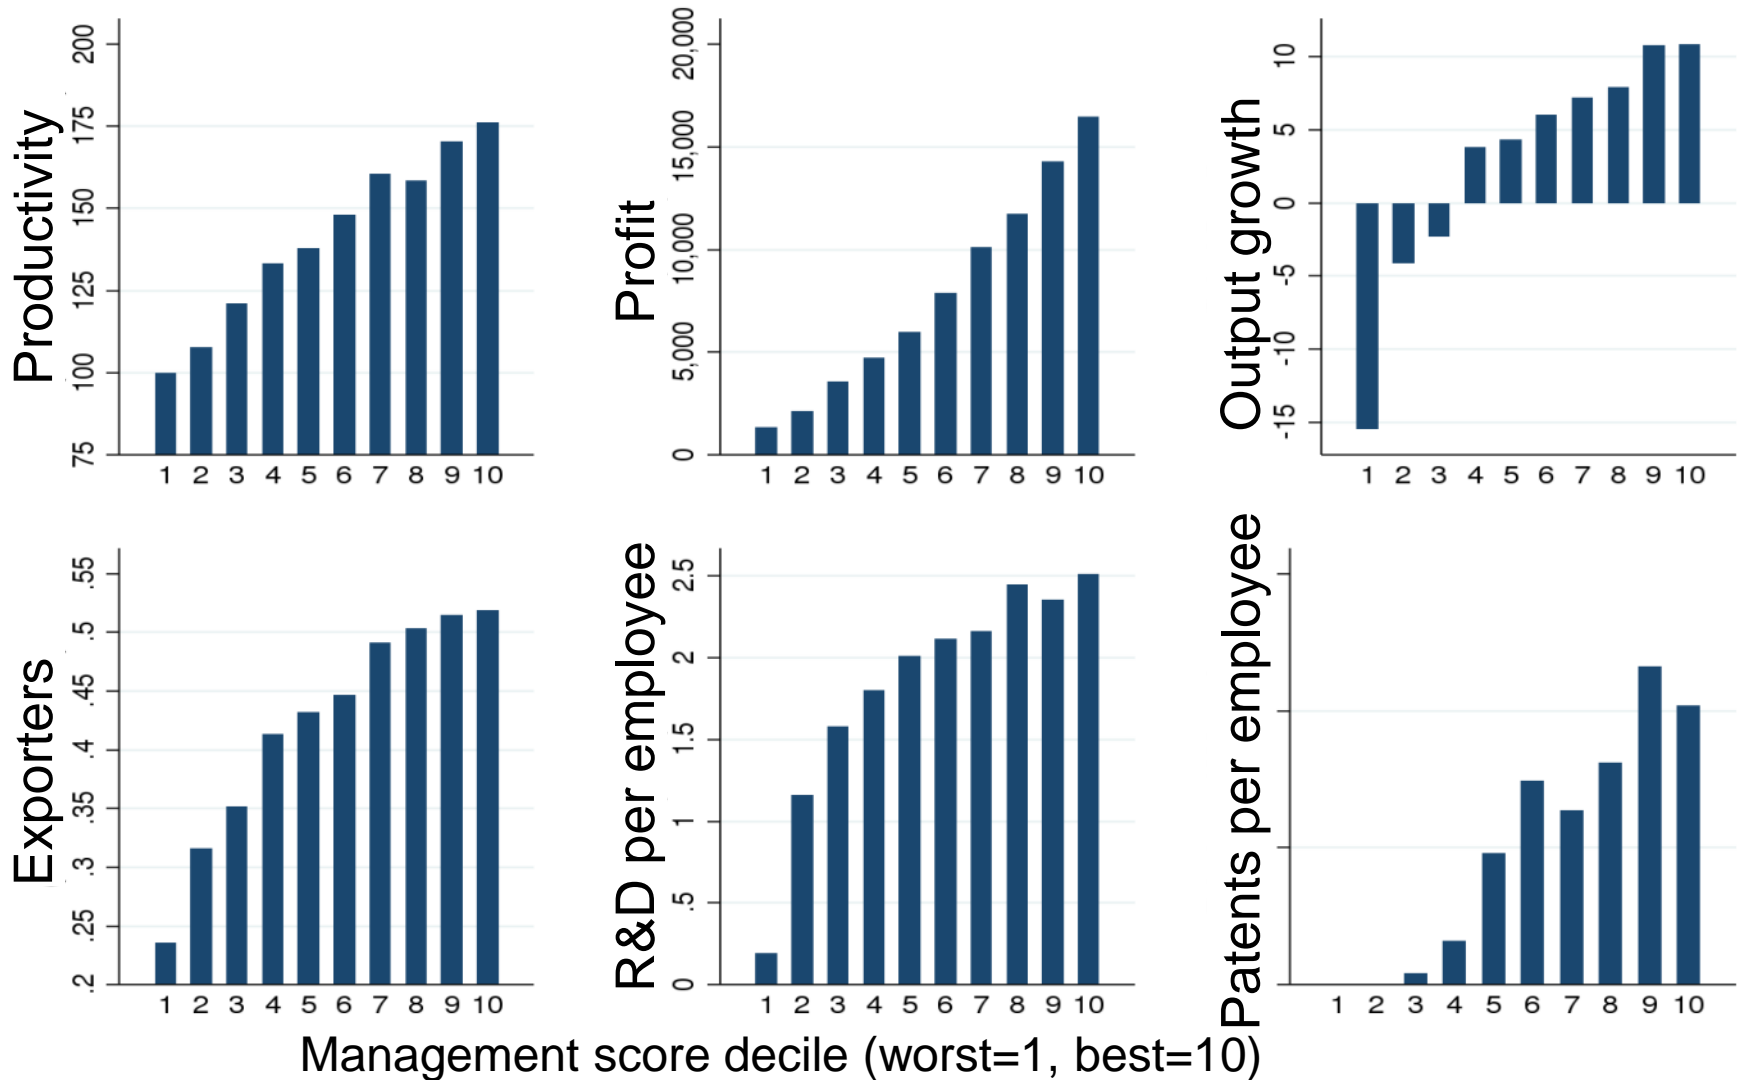 Productivity
200
175
150
125
100
75
1 2 3 4 5 6 7 8 9 10
Profit
20,000
15,000
10,000
5,000
0
1 2 3 4 5 6 7 8 9 10
Output growth
10
5
0
-5
-10
-15
1 2 3 4 5 6 7 8 9 10
Exporters
.55
.5
.45
.4
.35
.3
.25
.2
1 2 3 4 5 6 7 8 9 10
R&D per employee
2.5
2
1.5
1
.5
0
1 2 3 4 5 6 7 8 9 10
Patents per employee
1 2 3 4 5 6 7 8 9 10
Management score decile (worst=1, best=10)